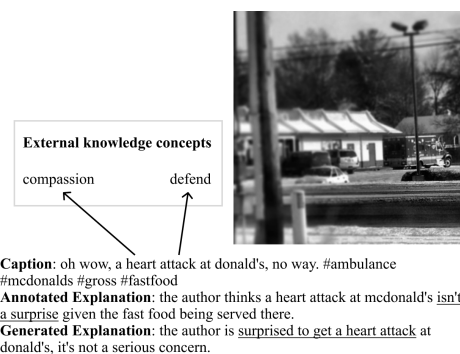 External knowledge concepts
compassion defend
Caption: oh wow, a heart attack at donald's, no way. #ambulance
#mcdonalds #gross #fastfood
Annotated Explanation: the author thinks a heart attack at mcdonald's isn't
a surprise given the fast food being served there.
Generated Explanation: the author is surprised to get a heart attack at
donald's, it's not a serious concern.